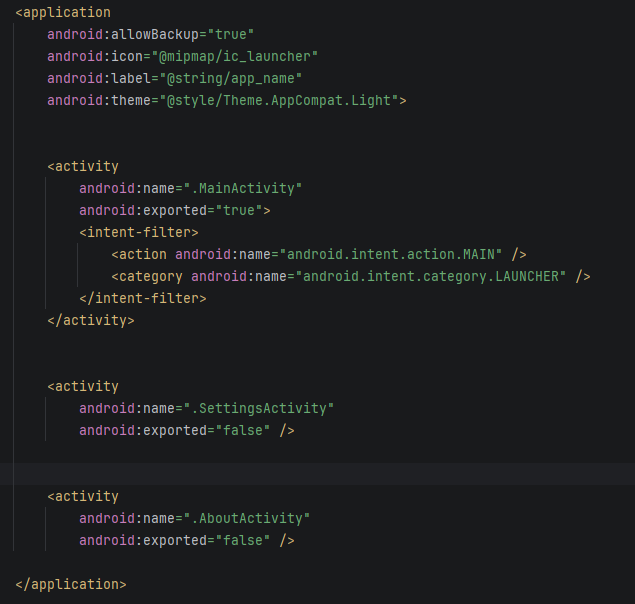 <application
    android:allowBackup="true"
    android:icon="@mipmap/ic_launcher"
    android:label="@string/app_name"
    android:theme="@style/Theme.AppCompat.Light">


    <activity
        android:name=".MainActivity"
        android:exported="true">
        <intent-filter>
            <action android:name="android.intent.action.MAIN" />
            <category android:name="android.intent.category.LAUNCHER" />
        </intent-filter>
    </activity>


    <activity
        android:name=".SettingsActivity"
        android:exported="false" />


    <activity
        android:name=".AboutActivity"
        android:exported="false" />

</application>